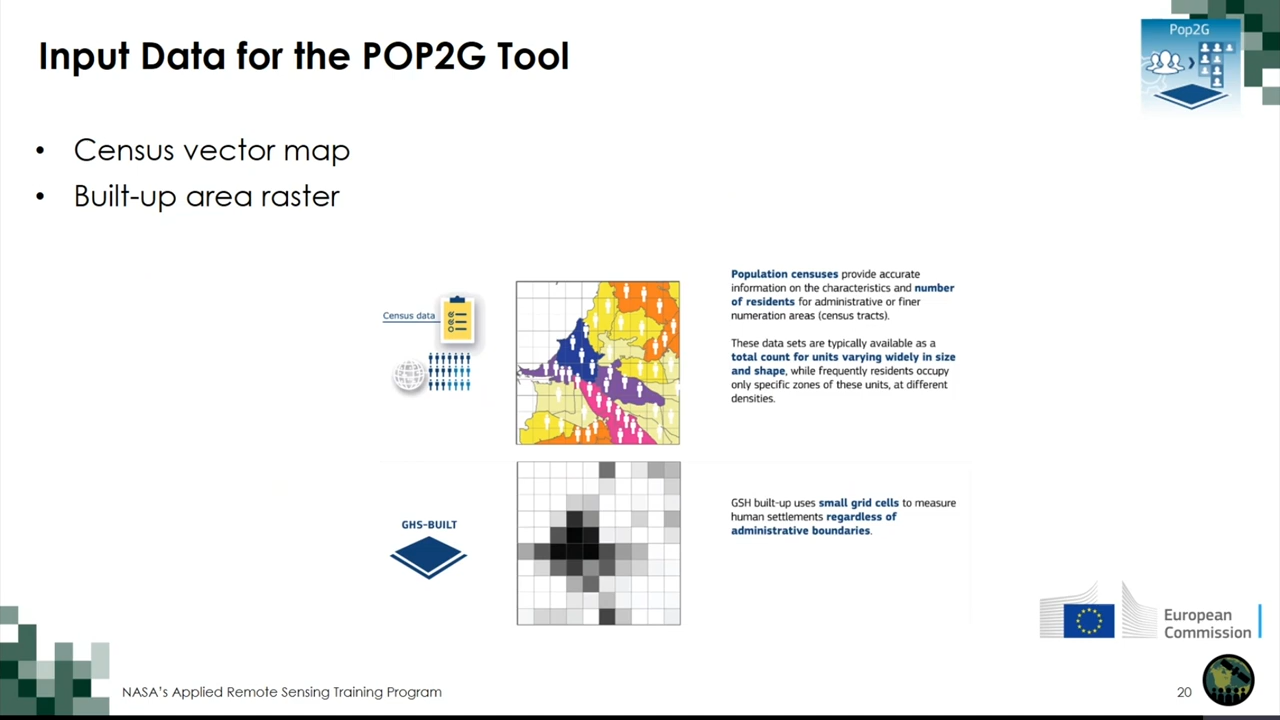 Input Data for the POP2G Tool
Pop2G
• Census vector map
• Built-up area raster
Census data
Population censuses provide accurate
information on the characteristics and number
of residents for administrative or finer
numeration areas (census tracts).
These data sets are typically available as a
total count for units varying widely in size
and shape, while frequently residents occupy
only specific zones of these units, at different
densities.
GHS-BUILT
GSH built-up uses small grid cells to measure
human settlements regardless of
administrative boundaries.
European
Commission
NASA's Applied Remote Sensing Training Program
20